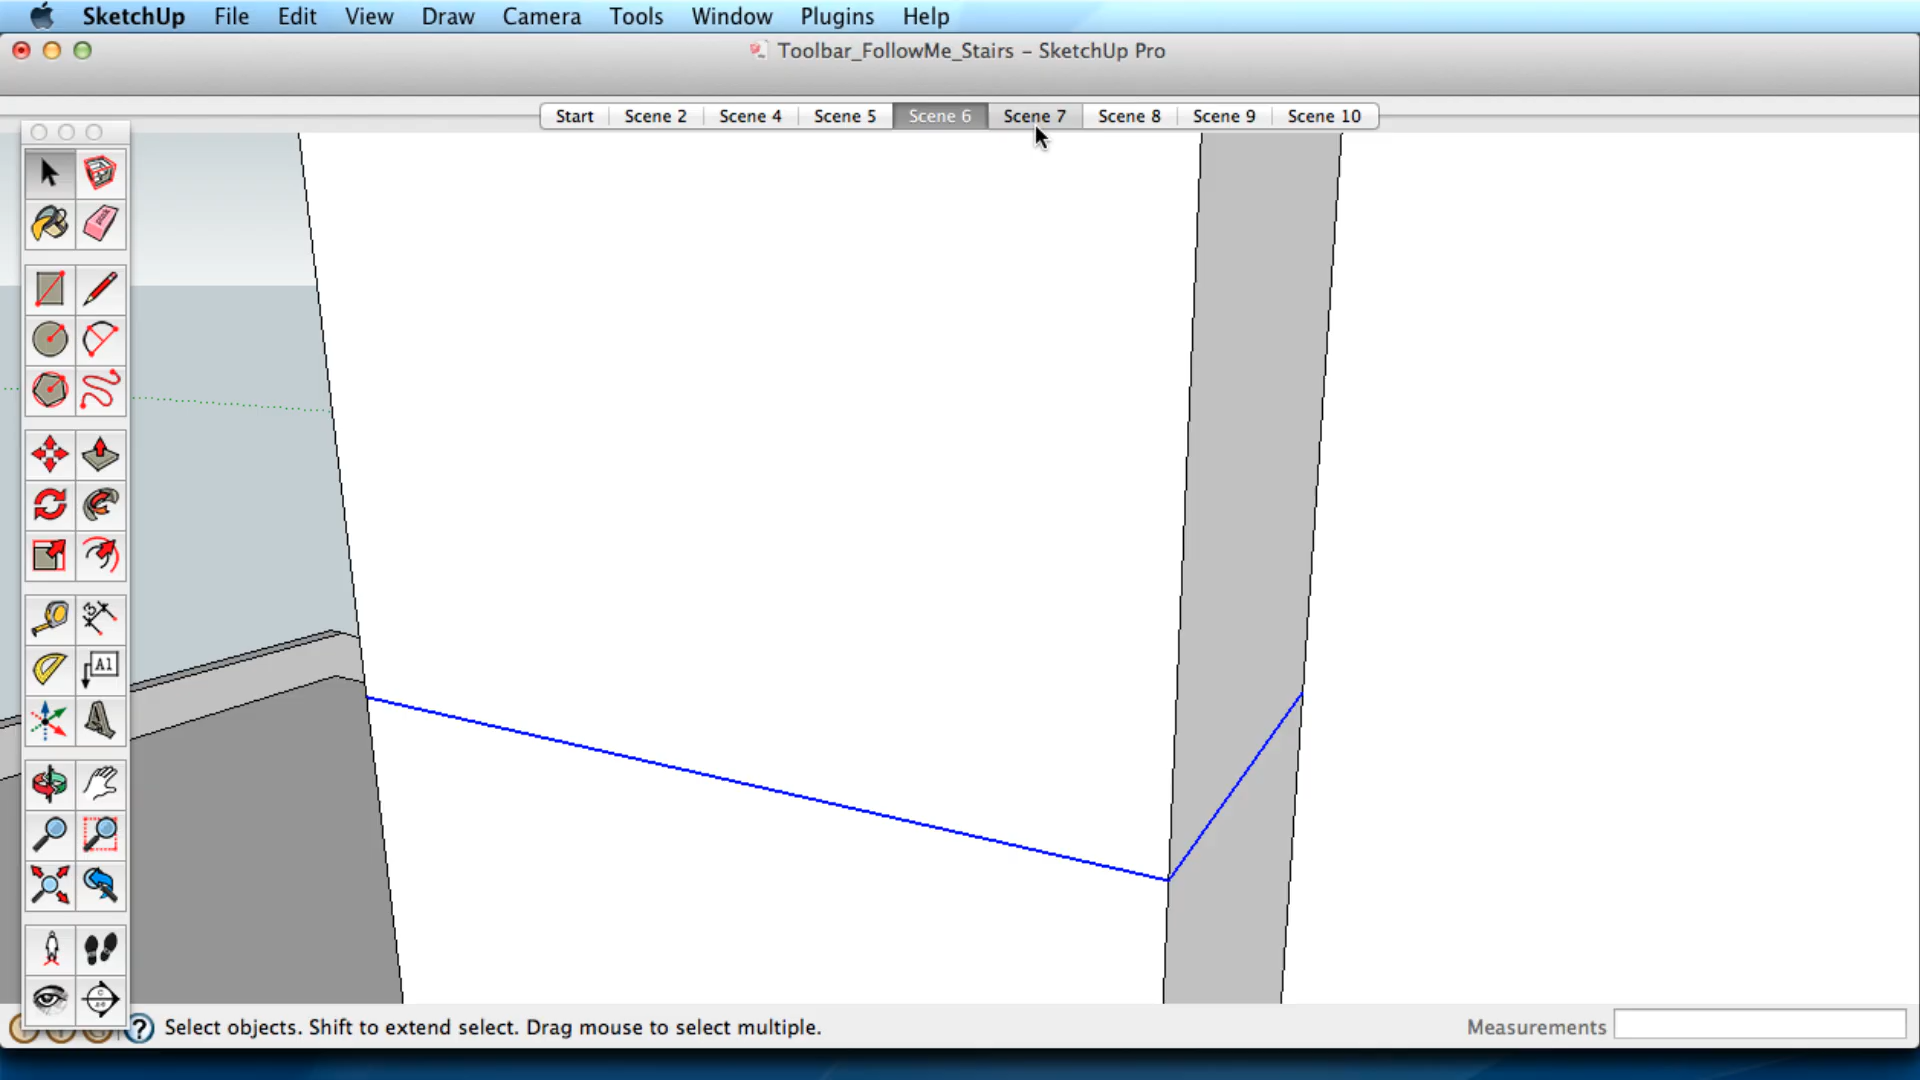 SketchUp File Edit View Draw Camera Tools Window Plugins Help
Toolbar_FollowMe_Stairs – SketchUp Pro
Start Scene 2 Scene 4 Scene 5 Scene 6 Scene 7 Scene 8 Scene 9 Scene 10
A1
? Select objects. Shift to extend select. Drag mouse to select multiple. Measurements